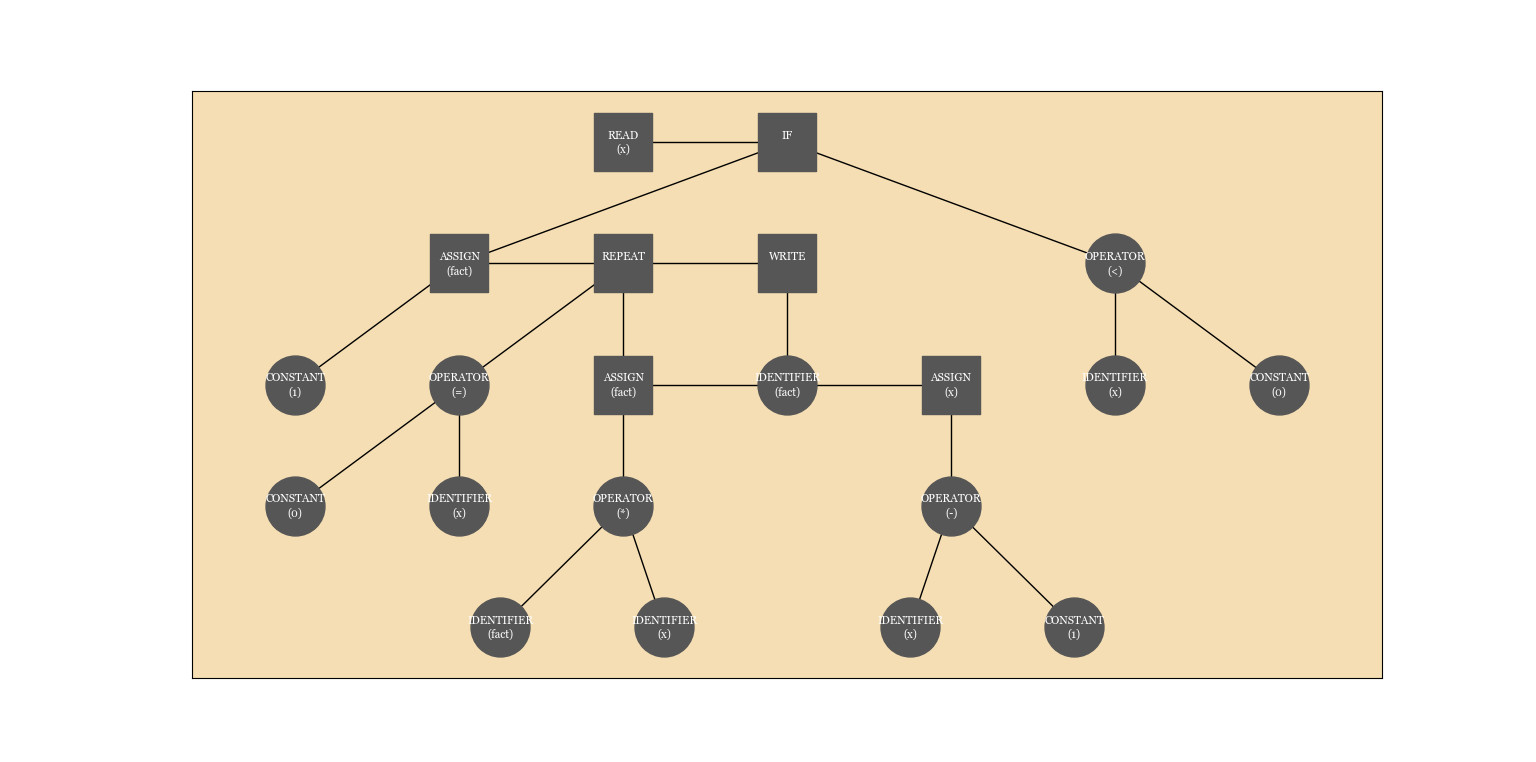 READ
(x)
IF
ASSIGN
(fact)
REPEAT
WRITE
OPERATOR
(<)
CONSTANT
(1)
OPERATOR
(=)
ASSIGN
(fact)
IDENTIFIER
(fact)
ASSIGN
(x)
IDENTIFIER
(x)
CONSTANT
(0)
CONSTANT
(0)
IDENTIFIER
(x)
OPERATOR
(*)
OPERATOR
(-)
IDENTIFIER
(fact)
IDENTIFIER
(x)
IDENTIFIER
(x)
CONSTANT
(1)